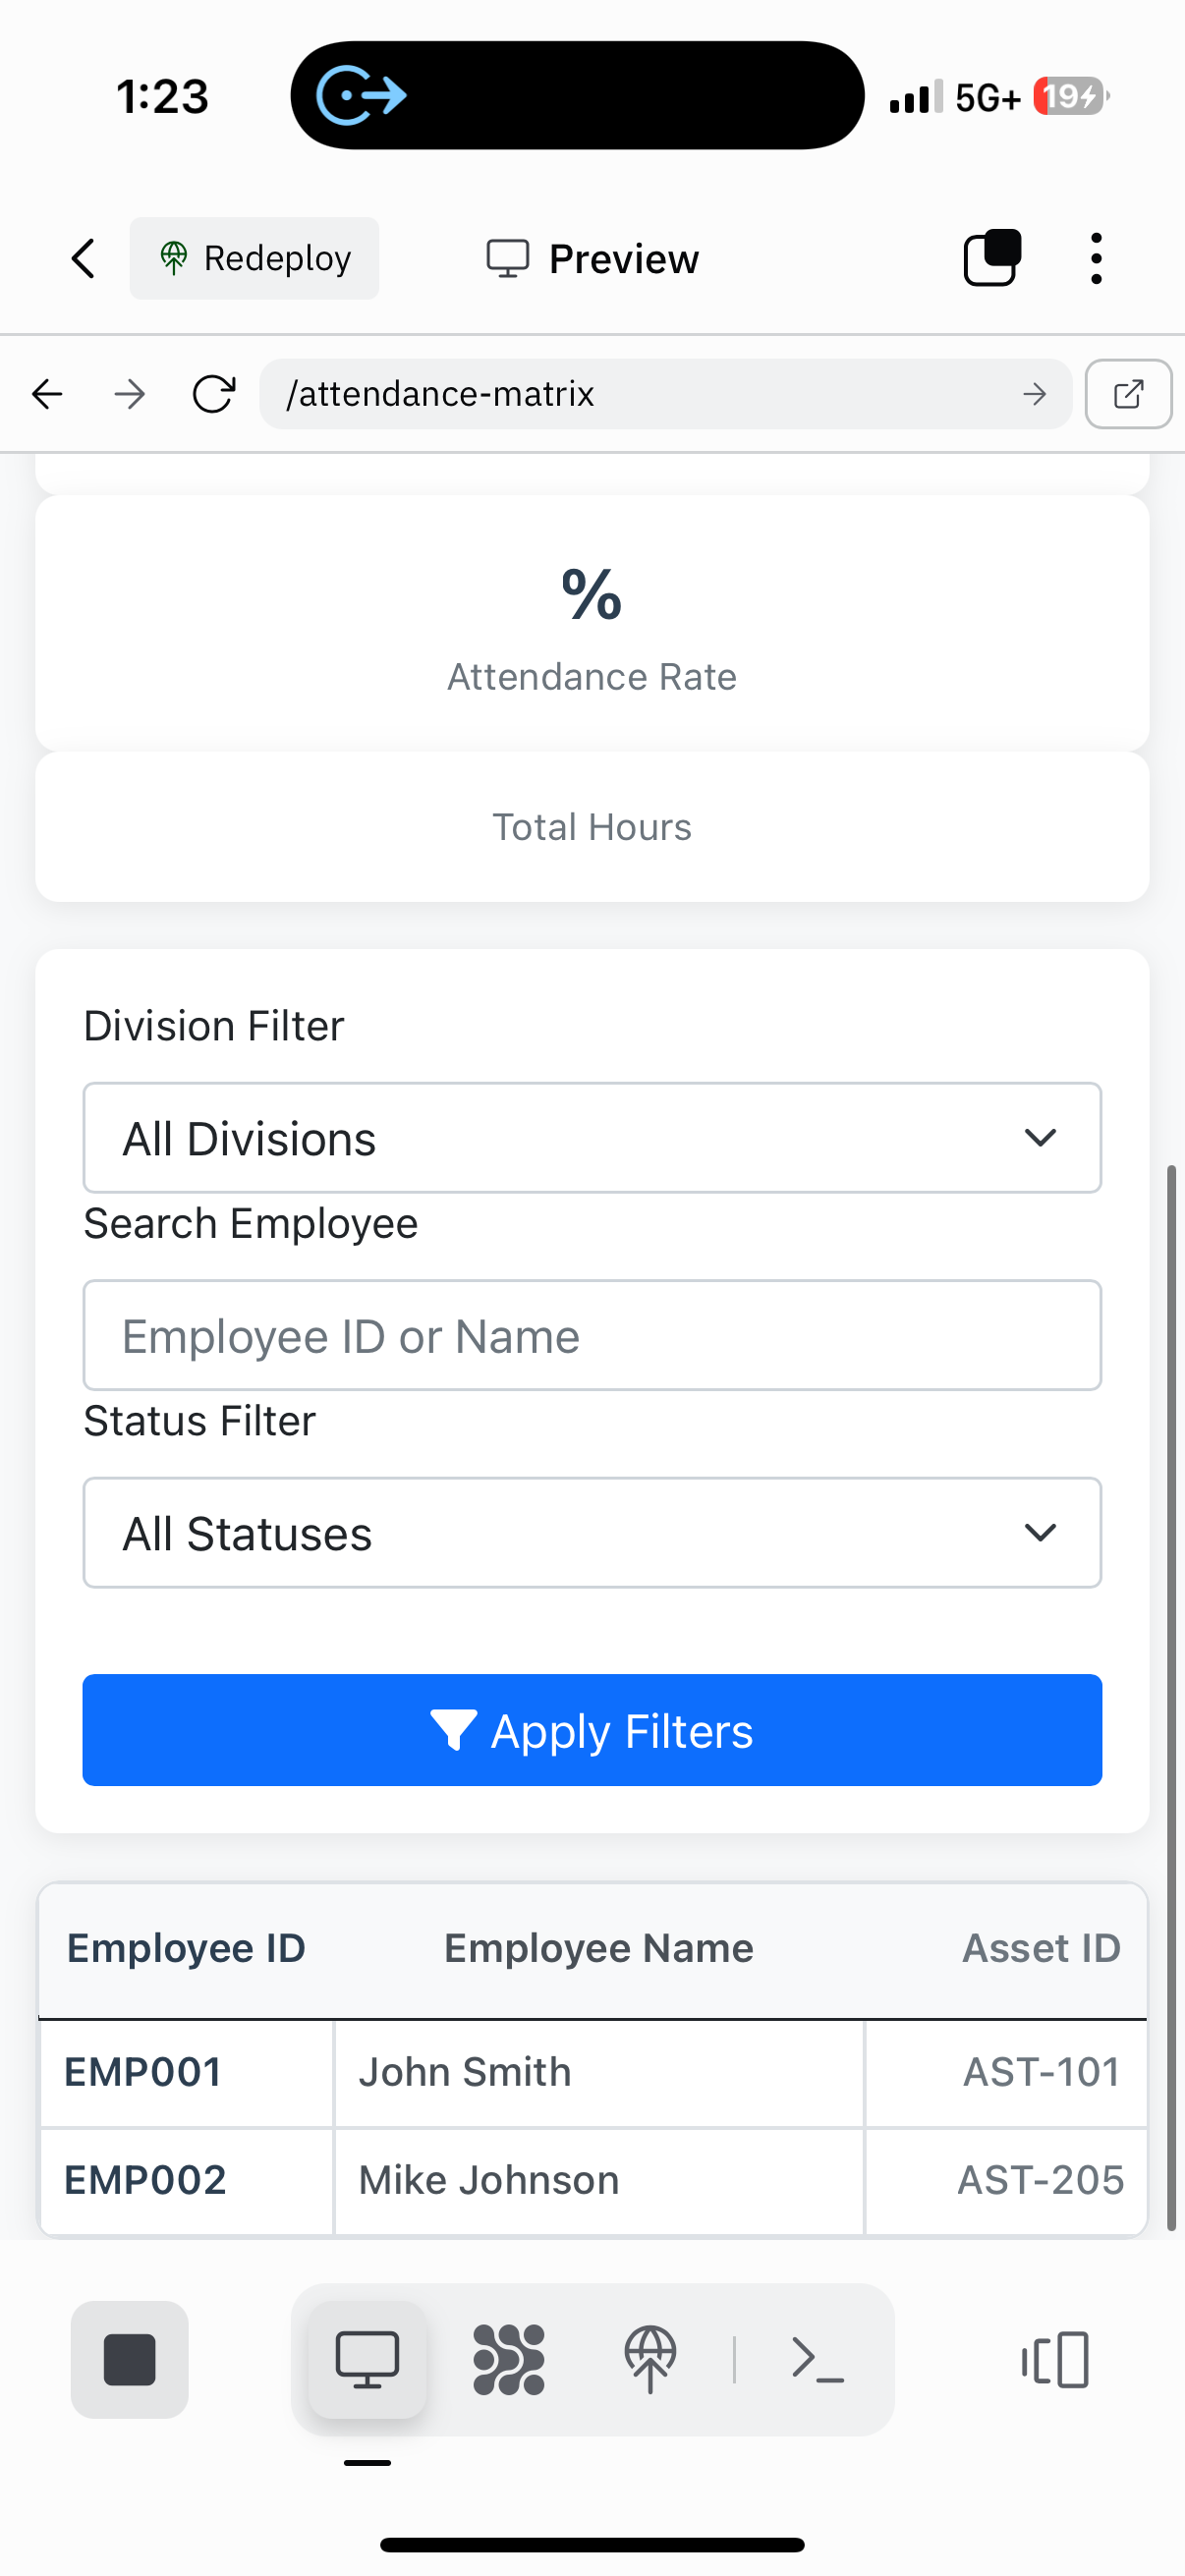 1:23
5G+
19
Redeploy
Preview
/attendance-matrix
%
Attendance Rate
Total Hours
Division Filter
All Divisions
Search Employee
Employee ID or Name
Status Filter
All Statuses
Apply Filters
Employee ID Employee Name Asset ID
EMP001 John Smith AST-101
EMP002 Mike Johnson AST-205